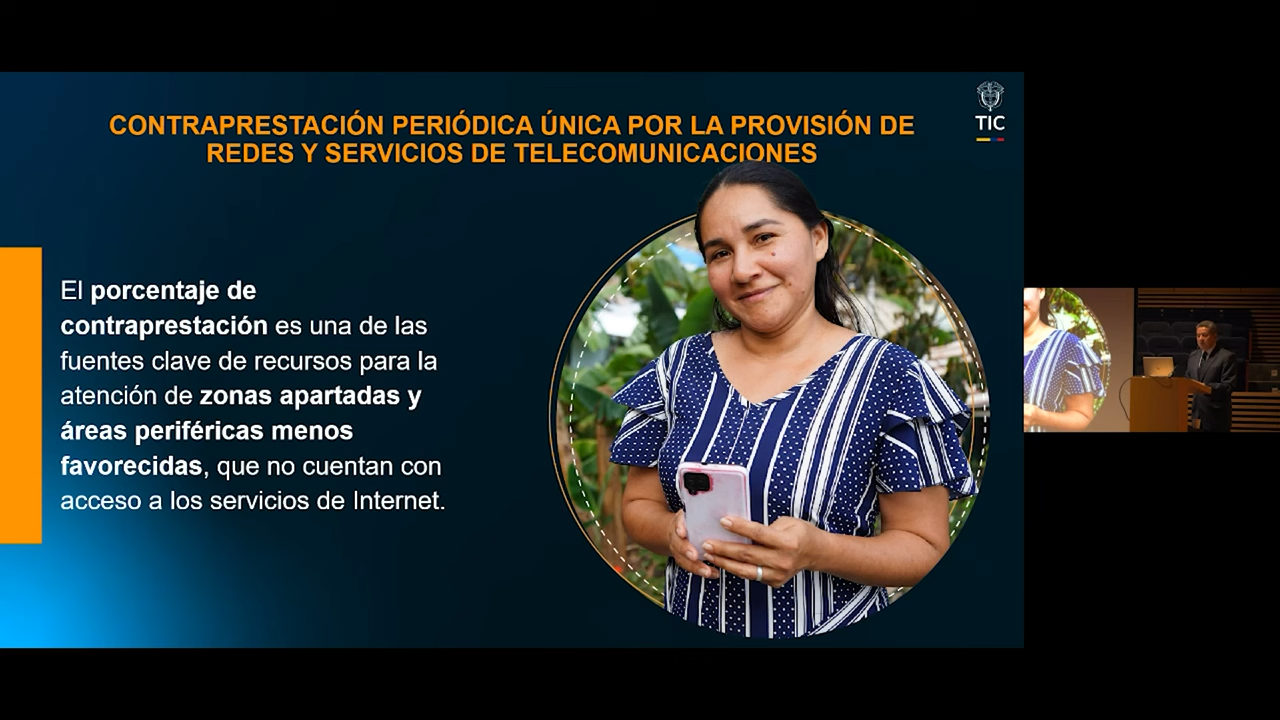 CONTRAPRESTACIÓN PERIÓDICA ÚNICA POR LA PROVISIÓN DE
REDES Y SERVICIOS DE TELECOMUNICACIONES
TIC
El porcentaje de
contraprestación es una de las
fuentes clave de recursos para la
atención de zonas apartadas y
áreas periféricas menos
favorecidas, que no cuentan con
acceso a los servicios de Internet.